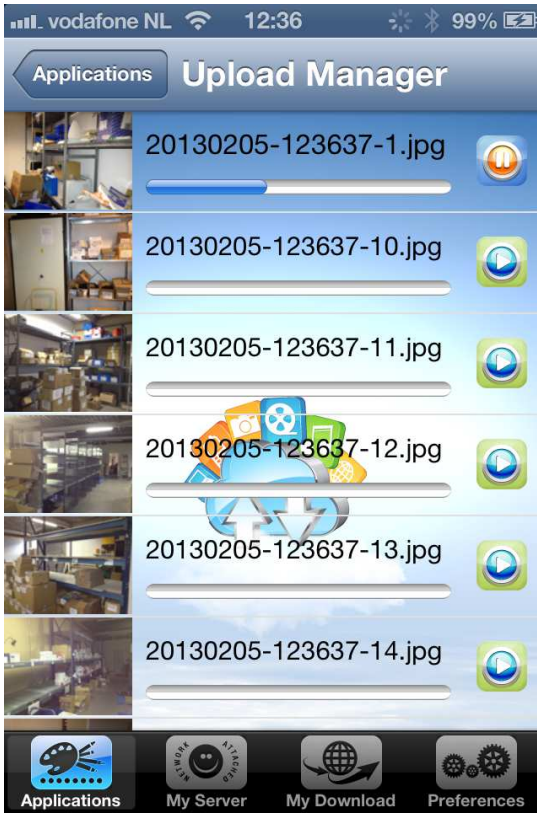 vodafone NL 12:36 99%
Applications Upload Manager
20130205-123637-1.jpg
20130205-123637-10.jpg
20130205-123637-11.jpg
20130205-123637-12.jpg
20130205-123637-13.jpg
20130205-123637-14.jpg
NETWORK ATTACHED
Applications My Server My Download Preferences